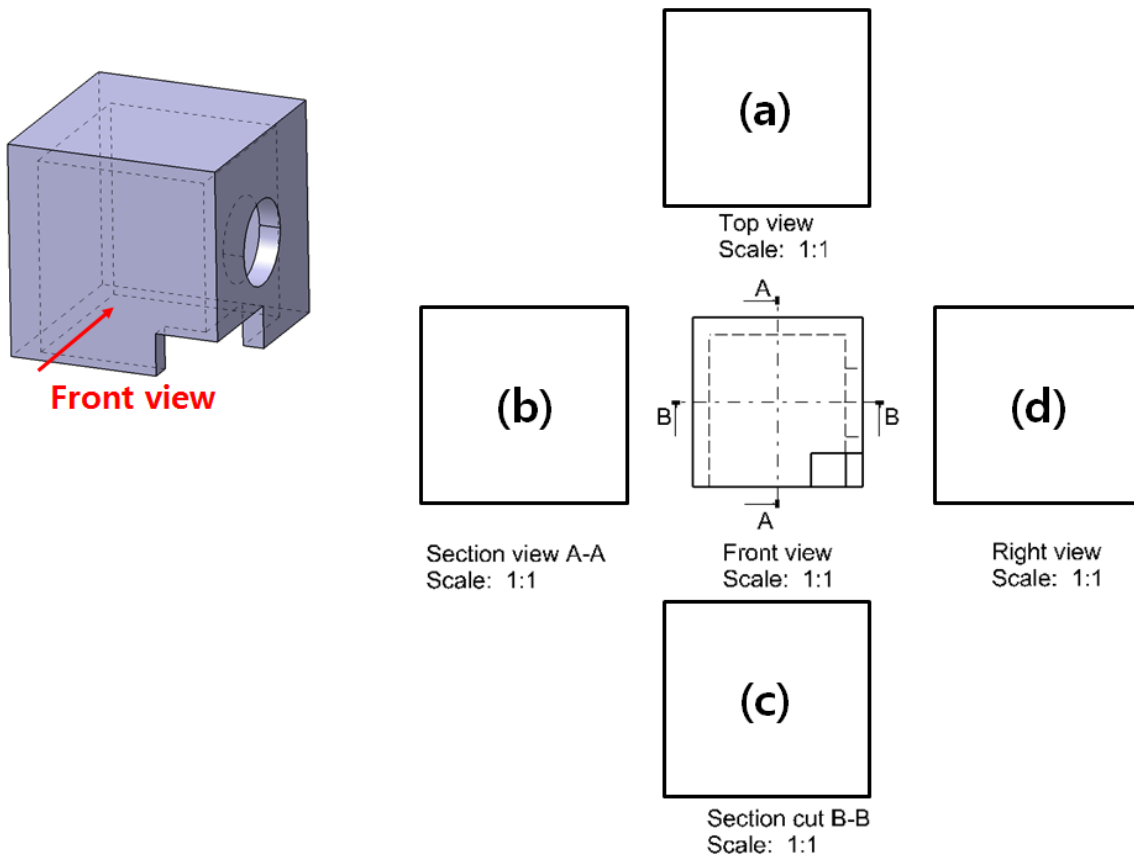 (a)
Top view
Scale: 1:1
Front view
A
(b)
B
B
(d)
A
Section view A-A
Scale: 1:1
Front view
Scale: 1:1
Right view
Scale: 1:1
(c)
Section cut B-B
Scale: 1:1